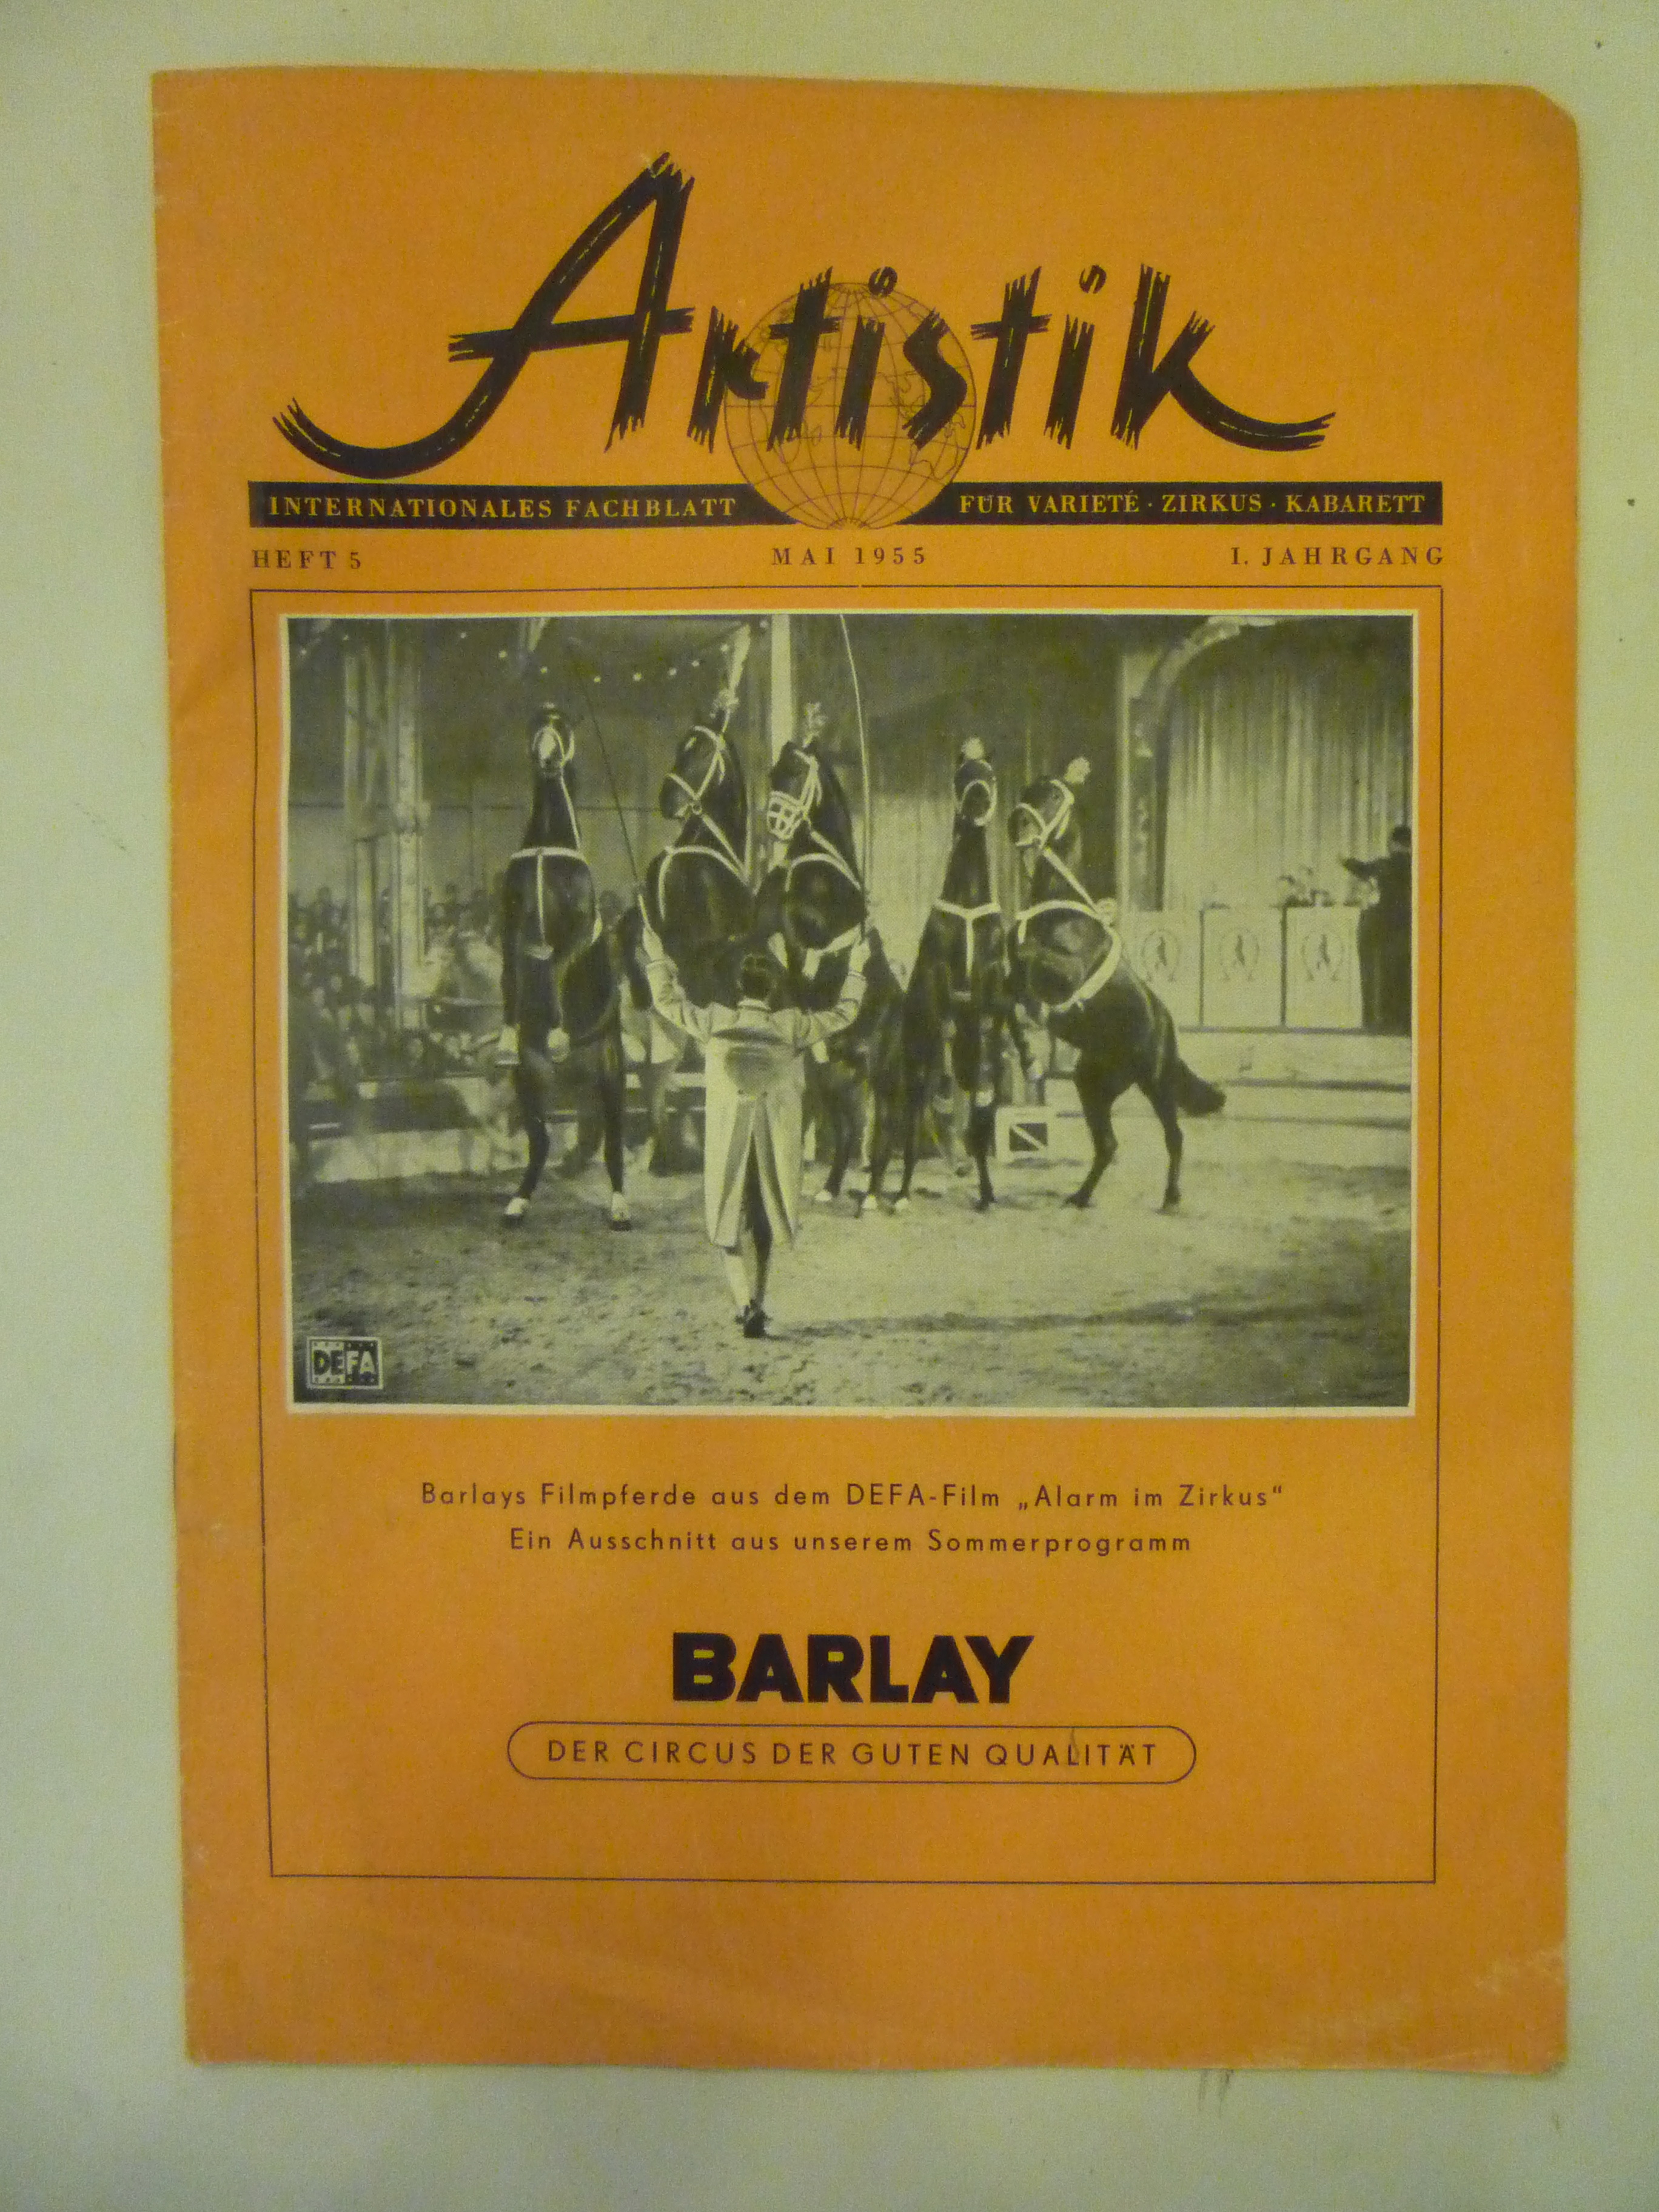 Artistik
INTERNATIONALES FACHBLATT FÜR VARIETÉ · ZIRKUS · KABARETT
HEFT 5 MAI 1955 I. JAHRGANG
DEFA
Barlays Filmpferde aus dem DEFA-Film „Alarm im Zirkus“
Ein Ausschnitt aus unserem Sommerprogramm
BARLAY
DER CIRCUS DER GUTEN QUALITÄT